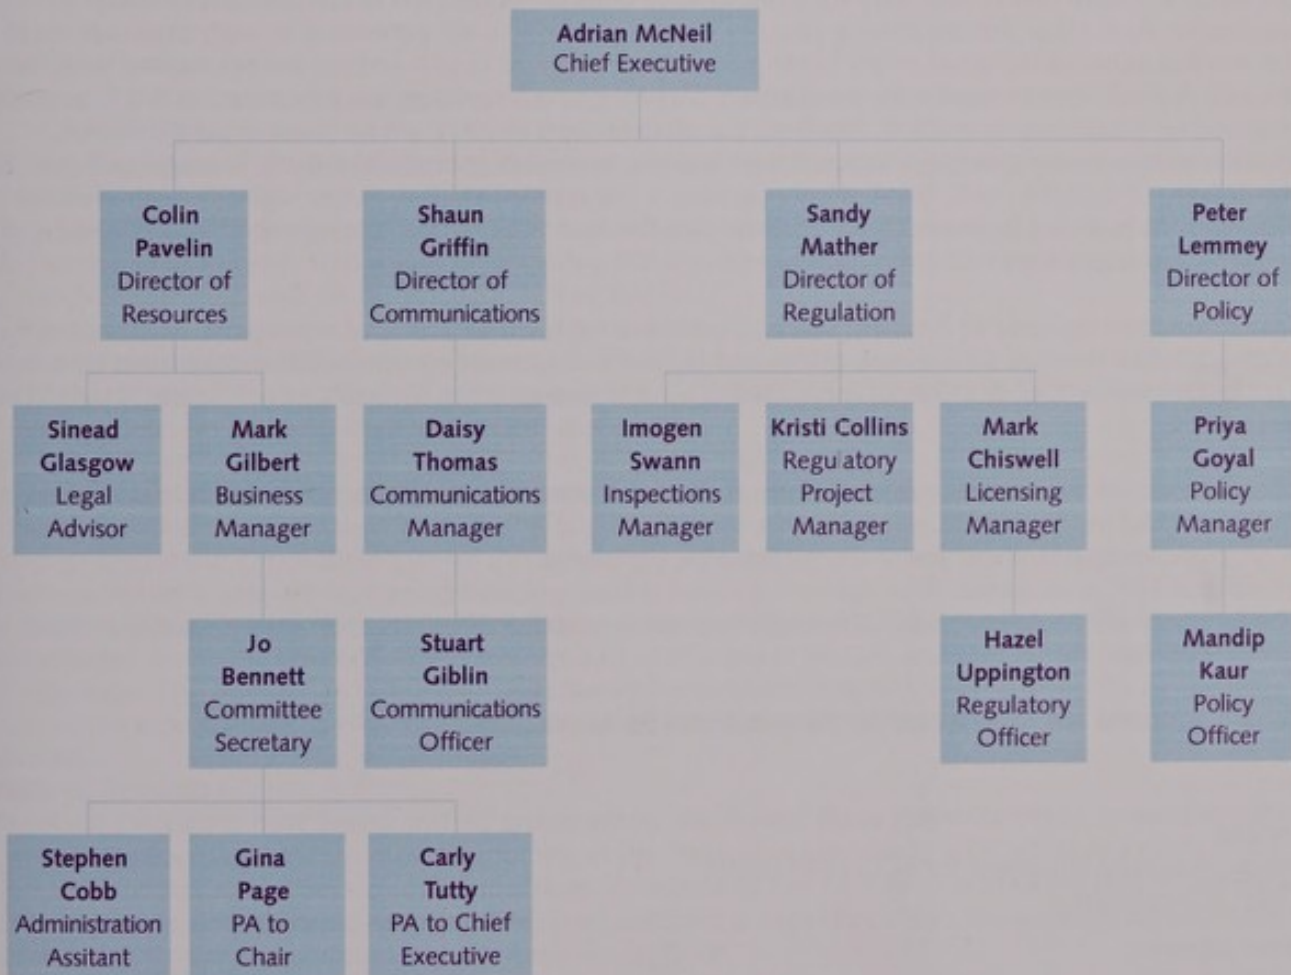 Adrian McNeil
Chief Executive
Colin
Pavelin
Director of
Resources
Shaun
Griffin
Director of
Communications
Sandy
Mather
Director of
Regulation
Peter
Lemmey
Director of
Policy
Sinead
Glasgow
Legal
Advisor
Mark
Gilbert
Business
Manager
Daisy
Thomas
Communications
Manager
Imogen
Swann
Inspections
Manager
Kristi Collins
Regulatory
Project
Manager
Mark
Chiswell
Licensing
Manager
Priya
Goyal
Policy
Manager
Jo
Bennett
Committee
Secretary
Stuart
Giblin
Communications
Officer
Hazel
Uppington
Regulatory
Officer
Mandip
Kaur
Policy
Officer
Stephen
Cobb
Administration
Assitant
Gina
Page
PA to
Chair
Carly
Tutty
PA to Chief
Executive